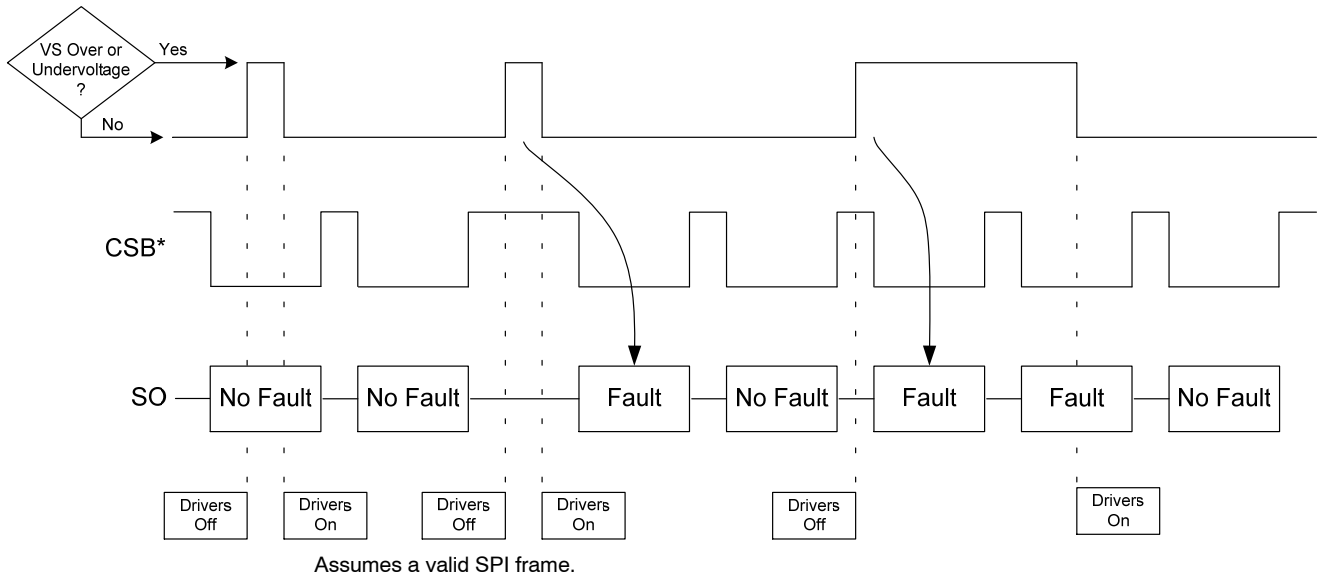 VS Over or
Undervoltage
?
Yes
No
CSB*
SO
No Fault
No Fault
Fault
No Fault
Fault
Fault
No Fault
Drivers
Off
Drivers
On
Drivers
Off
Drivers
On
Drivers
Off
Drivers
On
Assumes a valid SPI frame.